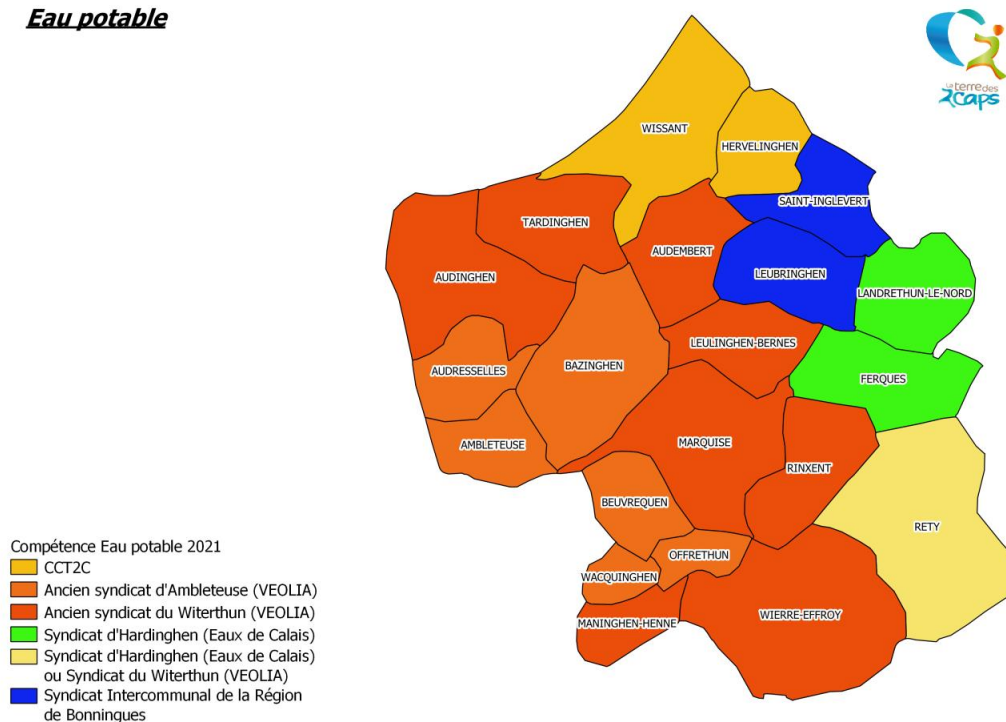 Eau potable
la terre des
2caps
WISSANT
HERVELINGHEN
SAINT-INGLEVERT
TARDINGHEN
AUDEMBERT
AUDINGHEN
LEUBRINGHEN
LANDRETHUN-LE-NORD
LEULINGHEN-BERNES
AUDRESSELLES
BAZINGHEN
FERQUES
AMBLETEUSE
MARQUISE
RINXENT
BEUVREQUEN
RETY
OFFRETHUN
WACQUINGHEN
MANINGHEN-HENNE
WIERRE-EFFROY
Compétence Eau potable 2021
CCT2C
Ancien syndicat d'Ambleteuse (VEOLIA)
Ancien syndicat du Witerthun (VEOLIA)
Syndicat d'Hardinghen (Eaux de Calais)
Syndicat d'Hardinghen (Eaux de Calais)
ou Syndicat du Witerthun (VEOLIA)
Syndicat Intercommunal de la Région
de Bonningues